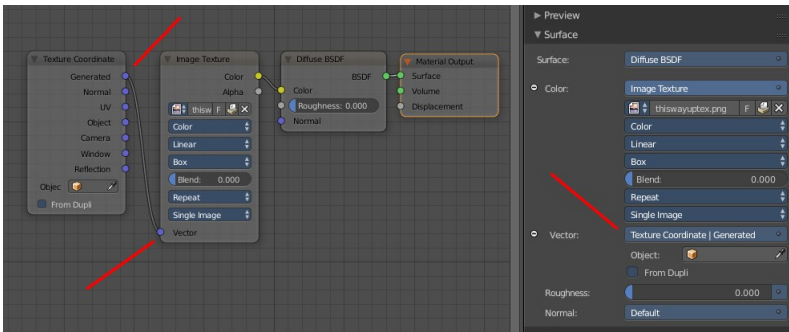 Texture Coordinate
Generated
Normal
UV
Object
Camera
Window
Reflection
Objec
From Dupli
Image Texture
Color
Alpha
thisw F
Color
Linear
Box
Blend: 0.000
Repeat
Single Image
Vector
Diffuse BSDF
BSDF
Color
Roughness: 0.000
Normal
Material Output
Surface
Volume
Displacement
Preview
Surface
Surface: Diffuse BSDF
Color: Image Texture
thiswayuptex.png F
Color
Linear
Box
Blend: 0.000
Repeat
Single Image
Vector: Texture Coordinate | Generated
Object:
From Dupli
Roughness: 0.000
Normal: Default